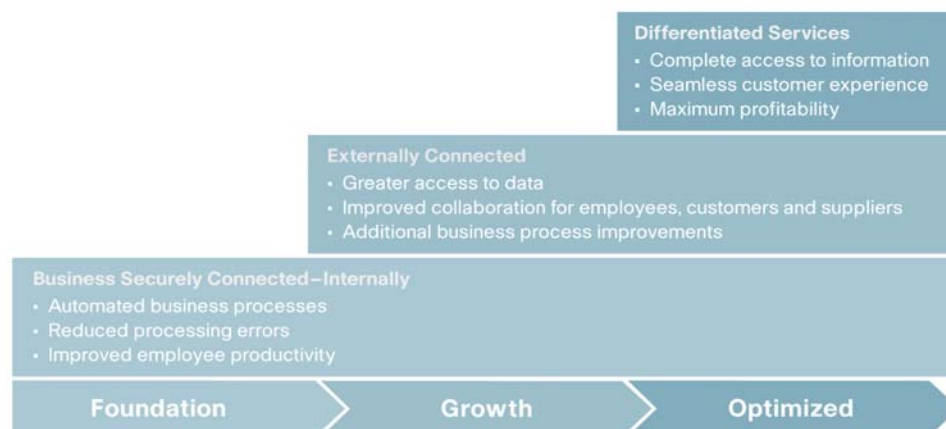 Differentiated Services
• Complete access to information
• Seamless customer experience
• Maximum profitability
Externally Connected
• Greater access to data
• Improved collaboration for employees, customers and suppliers
• Additional business process improvements
Business Securely Connected–Internally
• Automated business processes
• Reduced processing errors
• Improved employee productivity
Foundation
Growth
Optimized